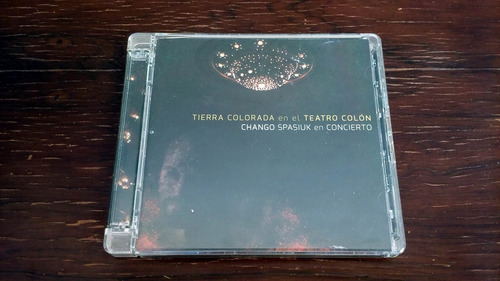 TIERRA COLORADA en el TEATRO COLÓN
CHANGO SPASIUK en CONCIERTO